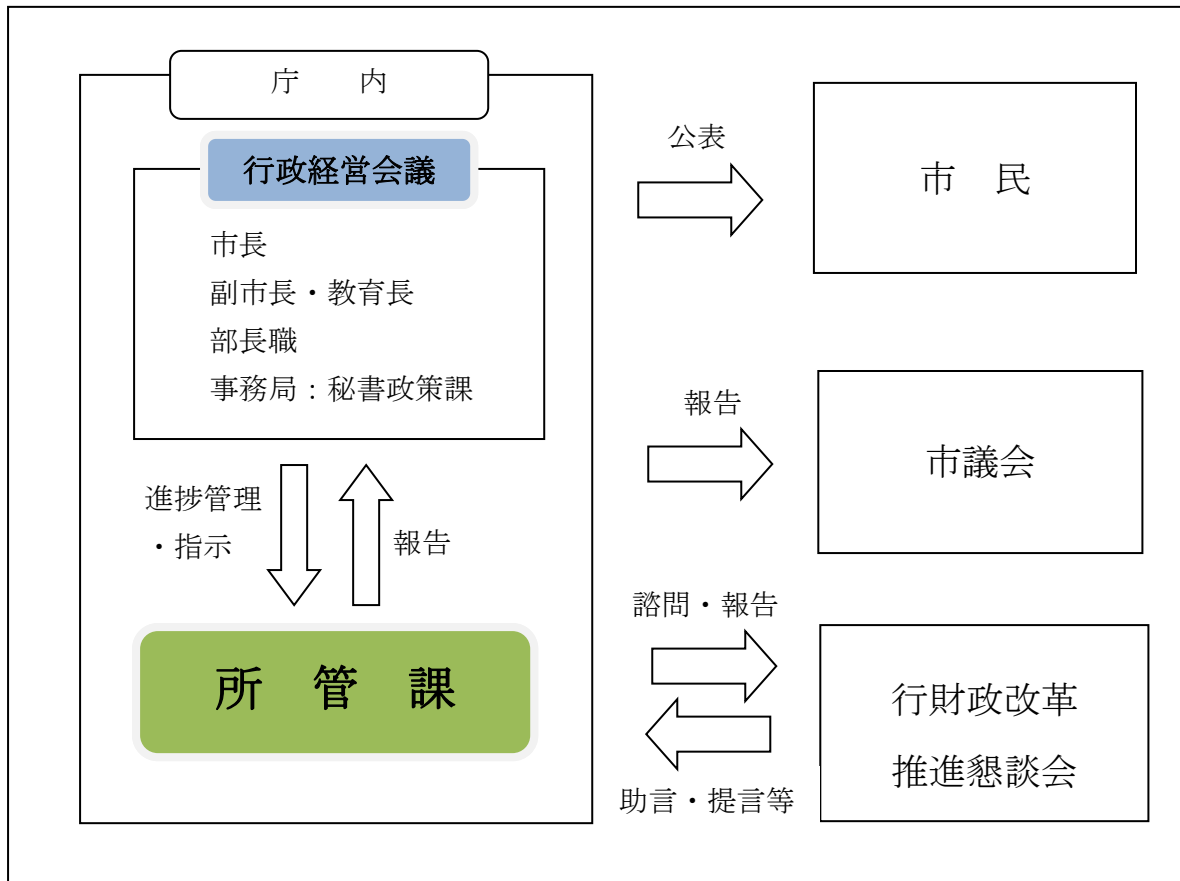 庁　内
行政経営会議
市長
副市長・教育長
部長職
事務局：秘書政策課
進捗管理
・指示
報告
所　管　課
公表
市　民
報告
市議会
諮問・報告
助言・提言等
行財政改革
推進懇談会